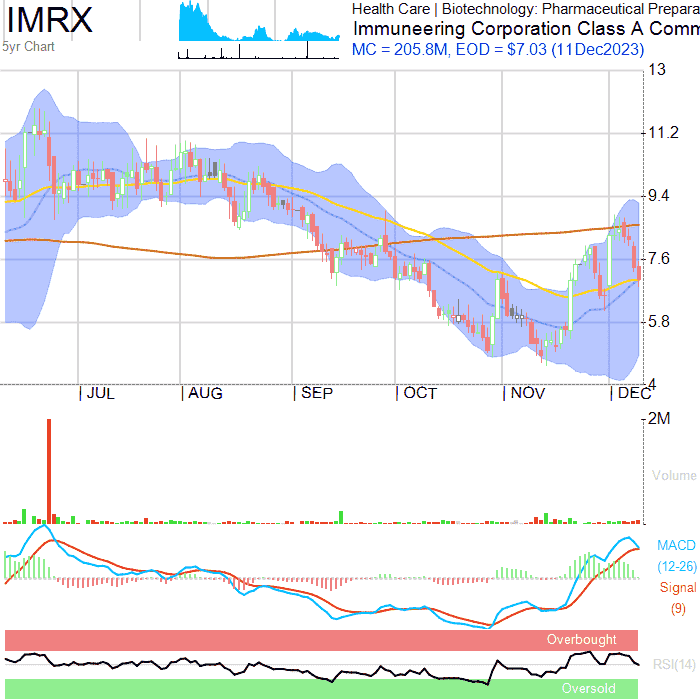 IMRX
5yr Chart
Health Care | Biotechnology: Pharmaceutical Prepara
Immuneering Corporation Class A Comm
MC = 205.8M, EOD = $7.03 (11Dec2023)
13
11.2
9.4
7.6
5.8
4
JUL AUG SEP OCT NOV DEC
2M
Volume
MACD
(12-26)
Signal
(9)
Overbought
RSI(14)
Oversold